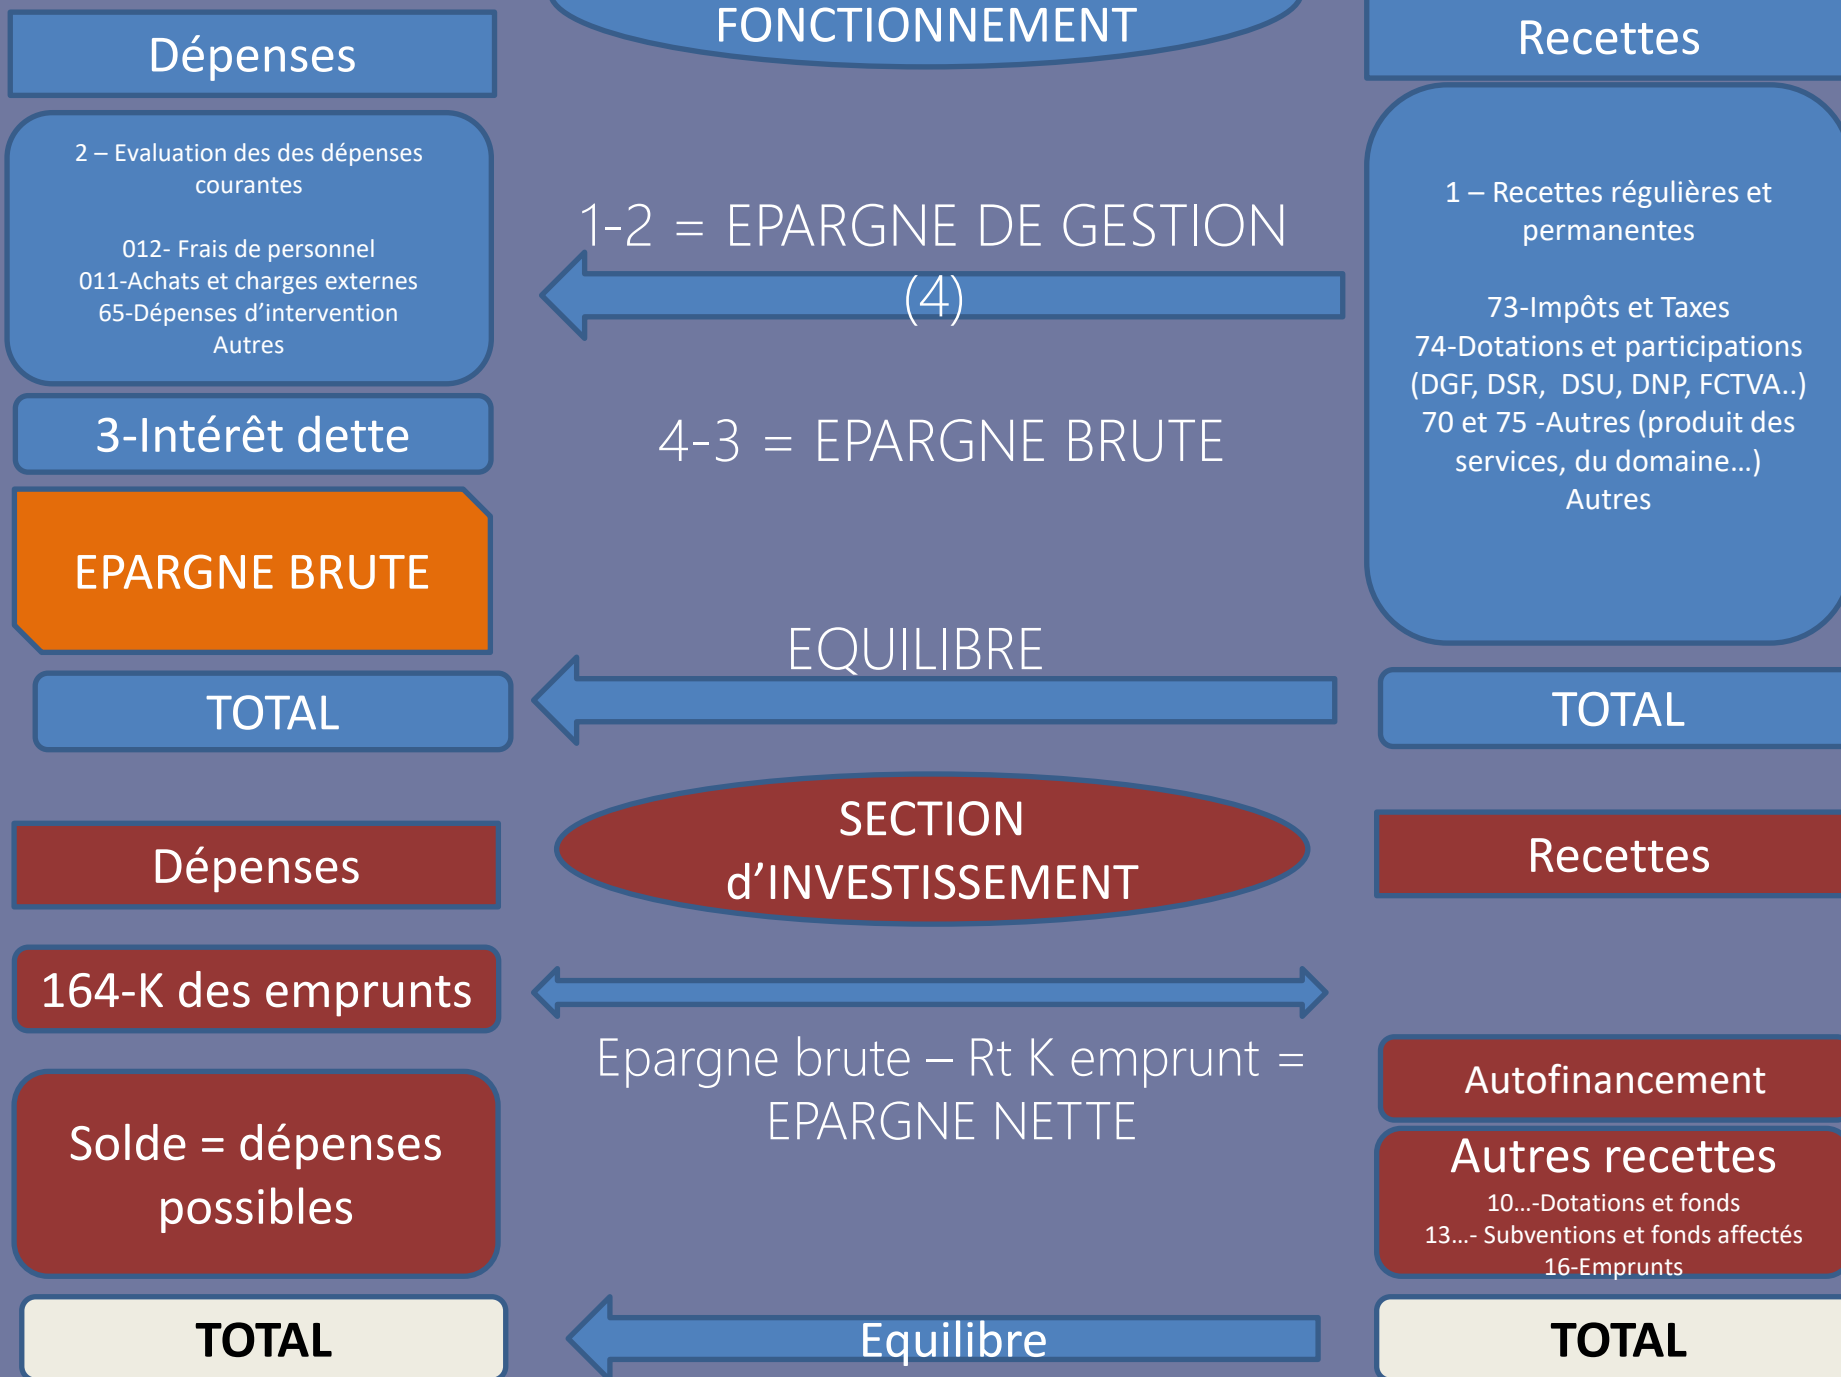 FONCTIONNEMENT
Dépenses
Recettes
2 – Evaluation des des dépenses
courantes
012- Frais de personnel
011-Achats et charges externes
65-Dépenses d’intervention
Autres
1-2 = EPARGNE DE GESTION
(4)
1 – Recettes régulières et
permanentes
73-Impôts et Taxes
74-Dotations et participations
(DGF, DSR, DSU, DNP, FCTVA..)
70 et 75 -Autres (produit des
services, du domaine…)
Autres
3-Intérêt dette
4-3 = EPARGNE BRUTE
EPARGNE BRUTE
EQUILIBRE
TOTAL
TOTAL
SECTION
d’INVESTISSEMENT
Dépenses
Recettes
164-K des emprunts
Epargne brute – Rt K emprunt =
EPARGNE NETTE
Autofinancement
Solde = dépenses
possibles
Autres recettes
10…-Dotations et fonds
13…- Subventions et fonds affectés
16-Emprunts
TOTAL
Equilibre
TOTAL